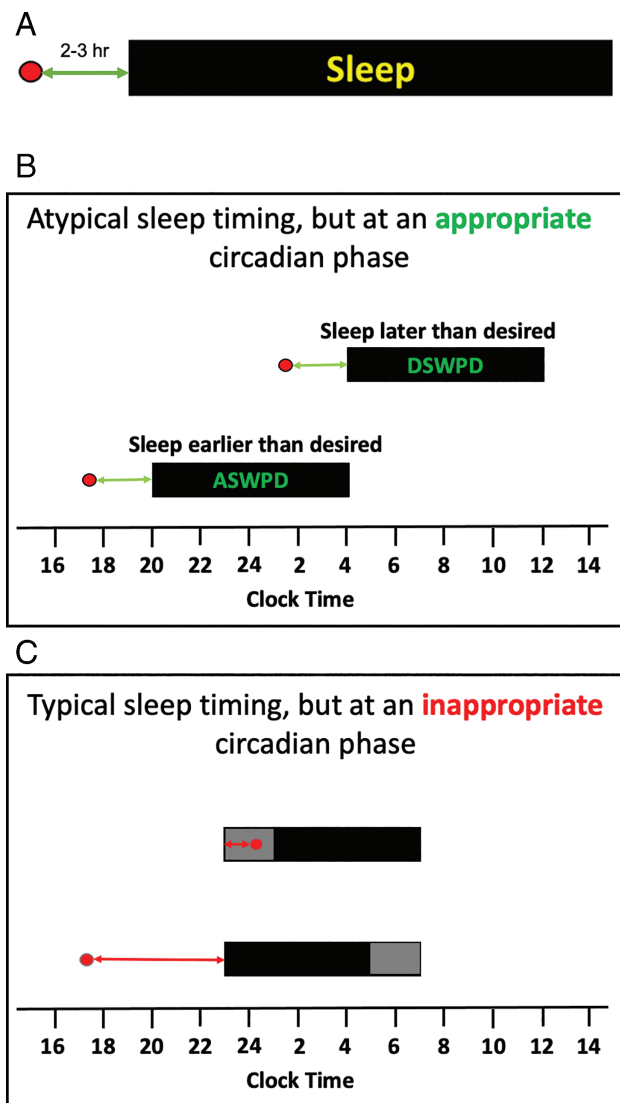 A
2-3 hr
Sleep
B
Atypical sleep timing, but at an appropriate
circadian phase
Sleep later than desired
DSWPD
Sleep earlier than desired
ASWPD
16 18 20 22 24 2 4 6 8 10 12 14
Clock Time
C
Typical sleep timing, but at an inappropriate
circadian phase
16 18 20 22 24 2 4 6 8 10 12 14
Clock Time